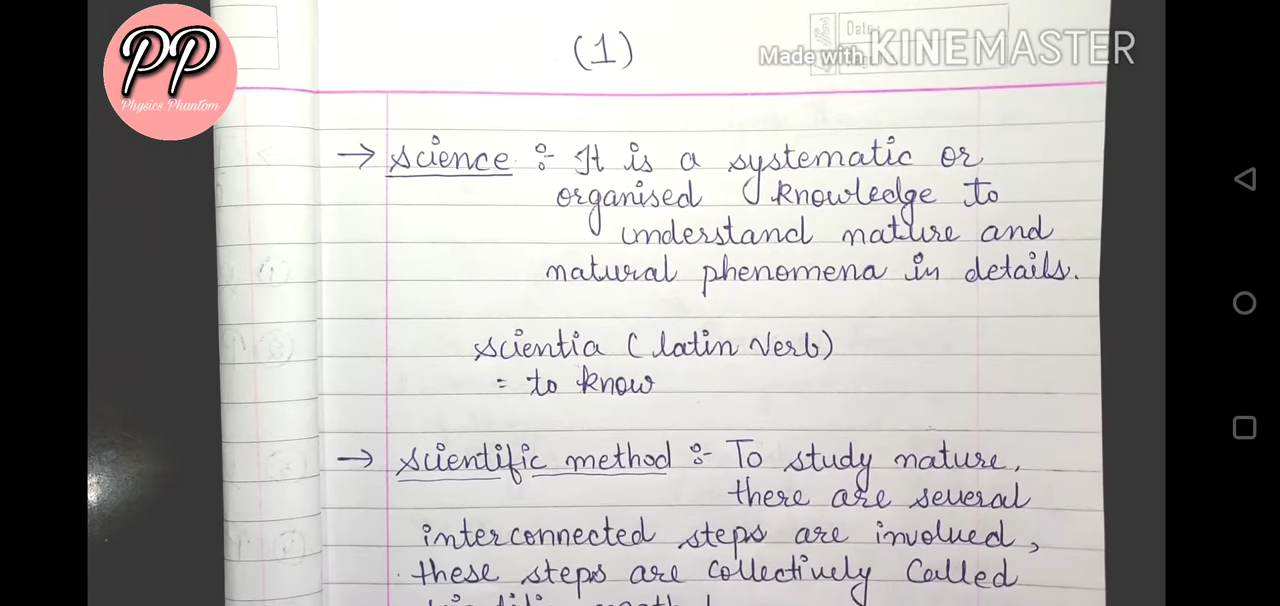 PP
Physics Phantom
(1)
Date
Made with KINEMASTER
→ science :- It is a systematic or
organised knowledge to
understand nature and
natural phenomena in details.
scientia (latin verb)
= to know
→ scientific method :- To study nature,
there are several
interconnected steps are involved,
these steps are collectively called